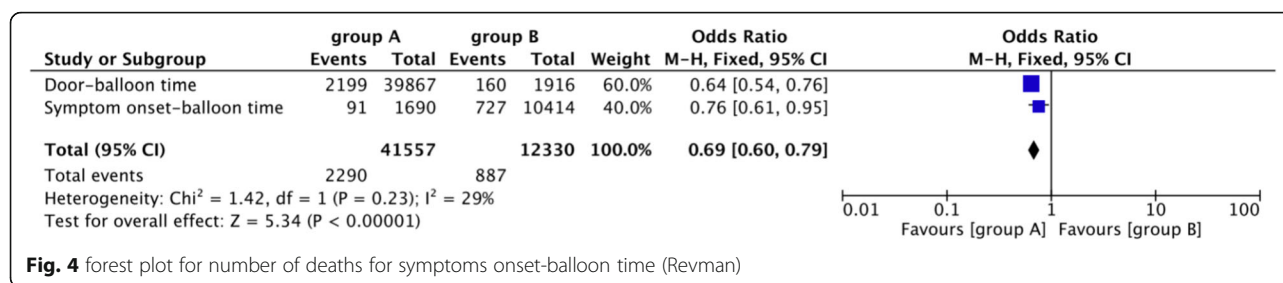 group A group B Odds Ratio Odds Ratio
Study or Subgroup Events Total Events Total Weight M-H, Fixed, 95% CI M-H, Fixed, 95% CI
Door-balloon time 2199 39867 160 1916 60.0% 0.64 [0.54, 0.76]
Symptom onset-balloon time 91 1690 727 10414 40.0% 0.76 [0.61, 0.95]
Total (95% CI) 41557 12330 100.0% 0.69 [0.60, 0.79]
Total events 2290 887
Heterogeneity: Chi² = 1.42, df = 1 (P = 0.23); I² = 29%
Test for overall effect: Z = 5.34 (P < 0.00001)
0.01 0.1 1 10 100
Favours [group A] Favours [group B]
Fig. 4 forest plot for number of deaths for symptoms onset-balloon time (Revman)